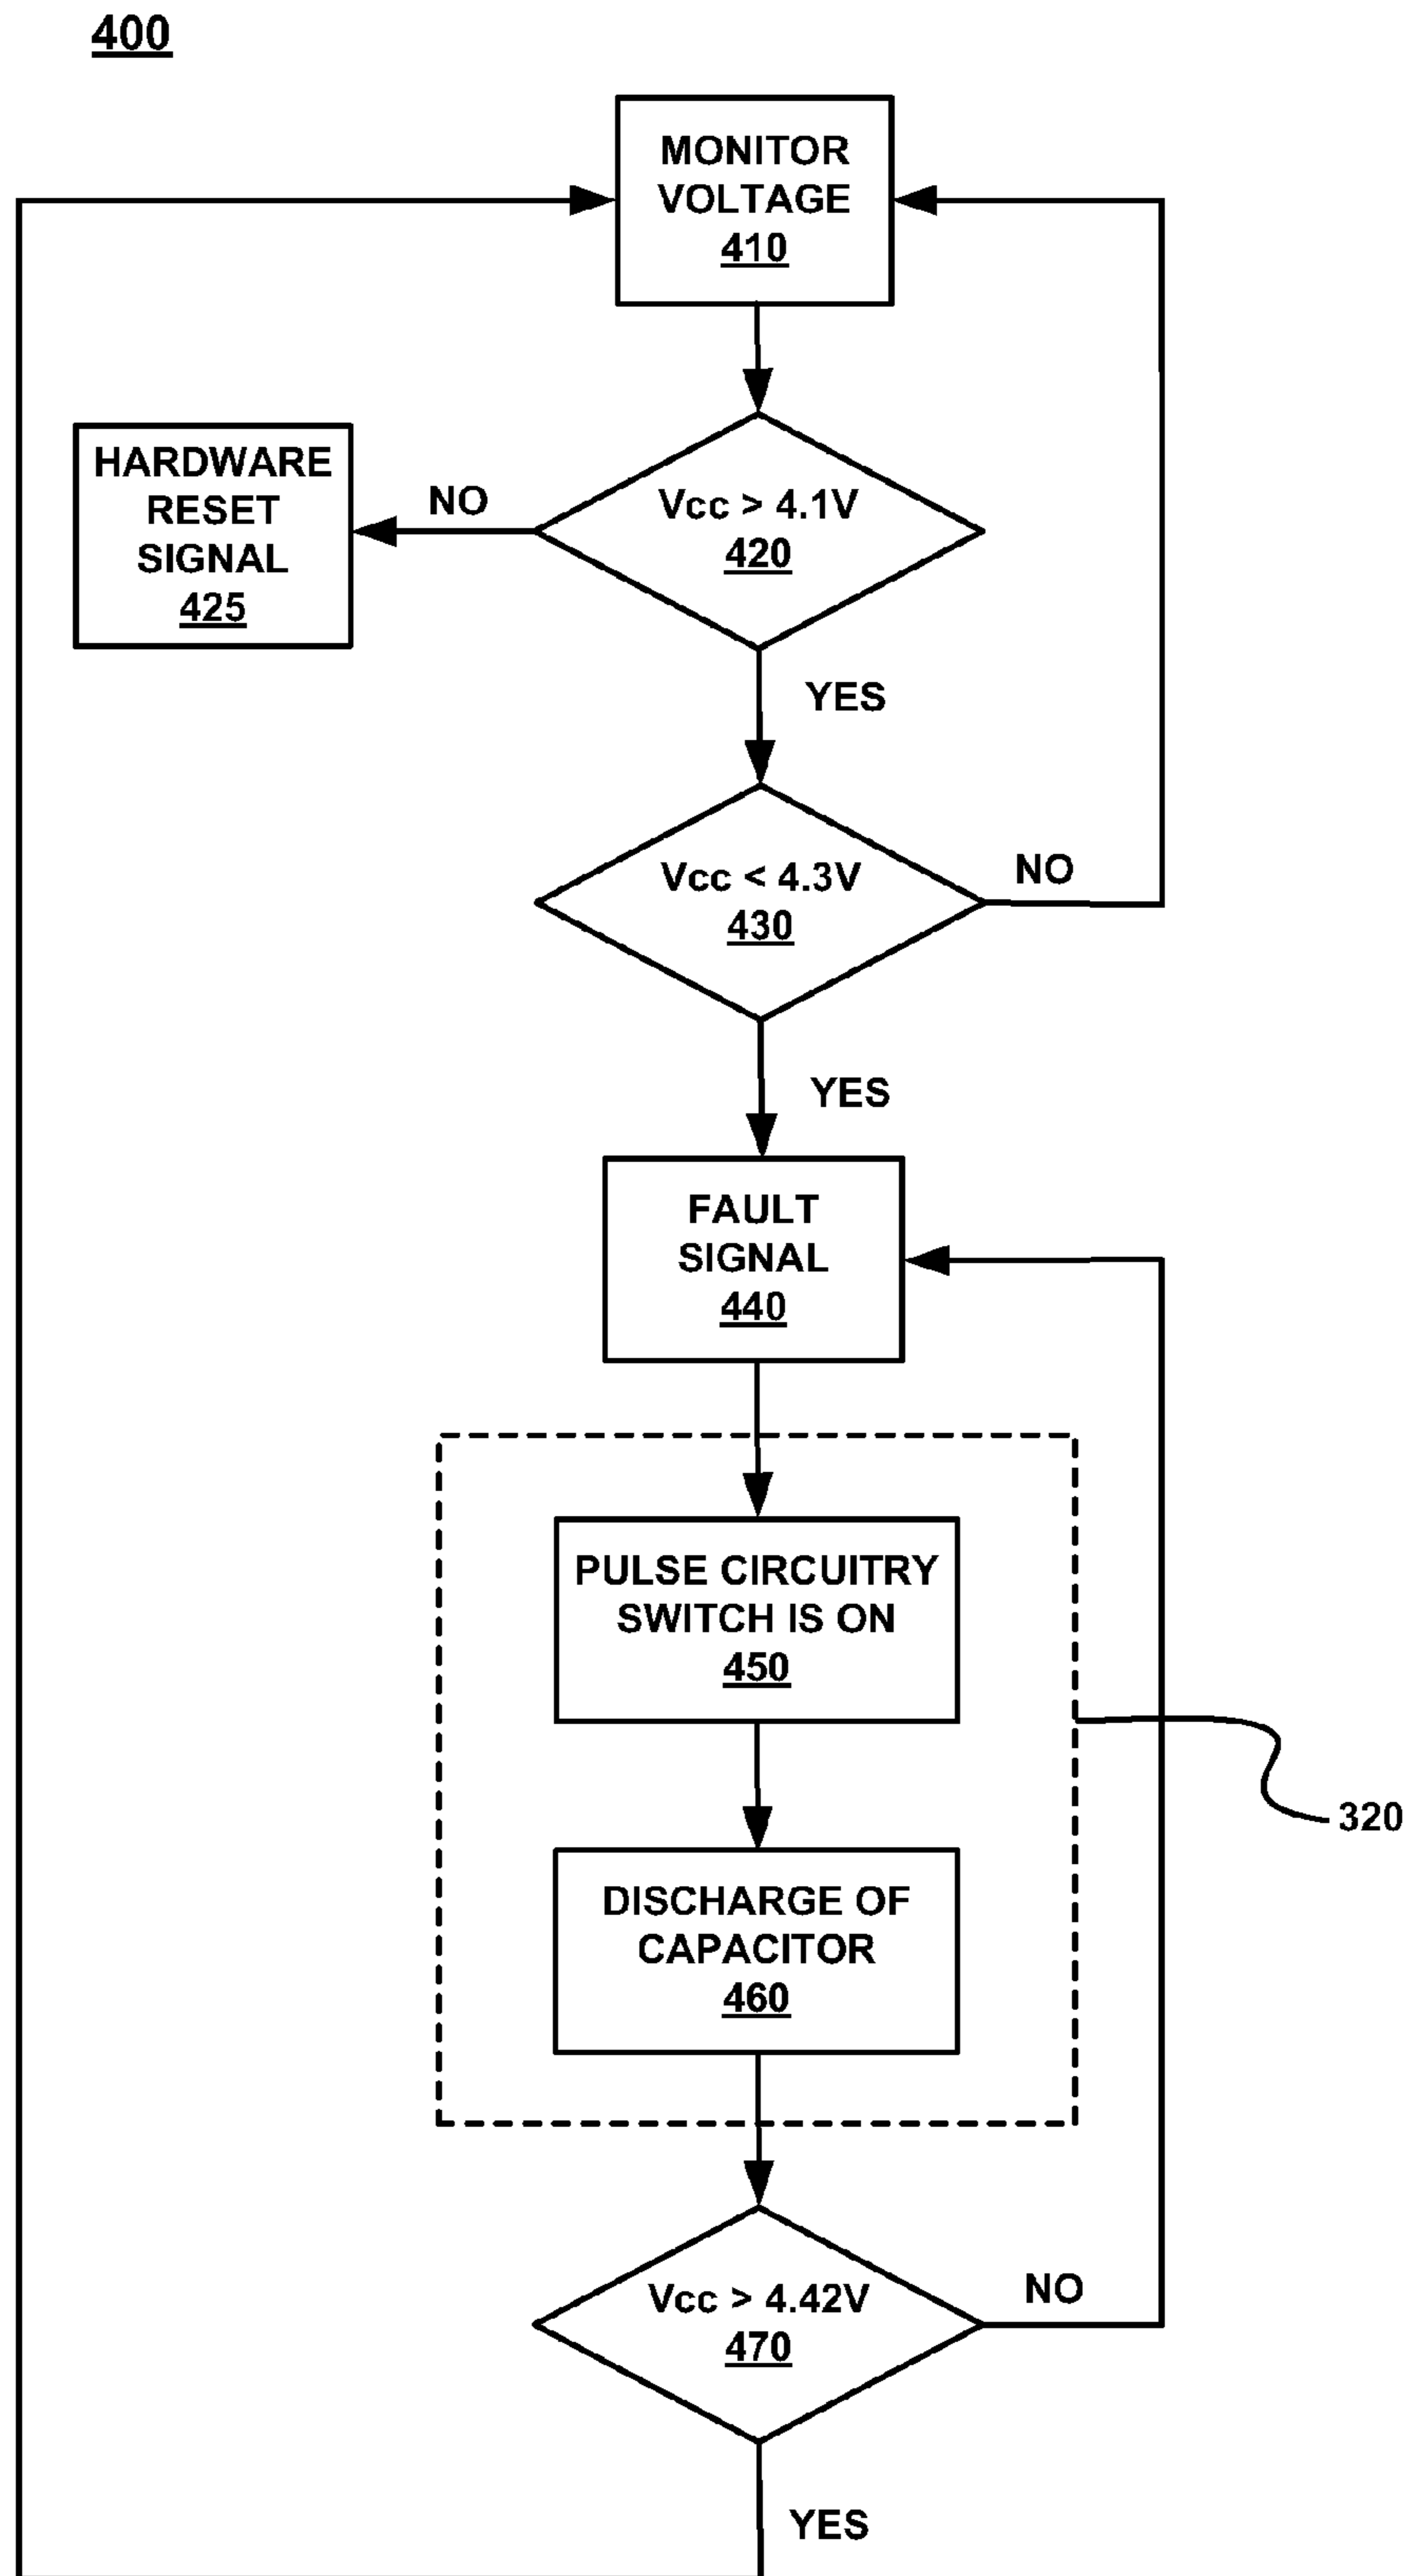 400
MONITOR
VOLTAGE
410
HARDWARE
RESET
SIGNAL
425
NO
Vcc > 4.1V
420
YES
Vcc < 4.3V
430
NO
YES
FAULT
SIGNAL
440
PULSE CIRCUITRY
SWITCH IS ON
450
320
DISCHARGE OF
CAPACITOR
460
Vcc > 4.42V
470
NO
YES